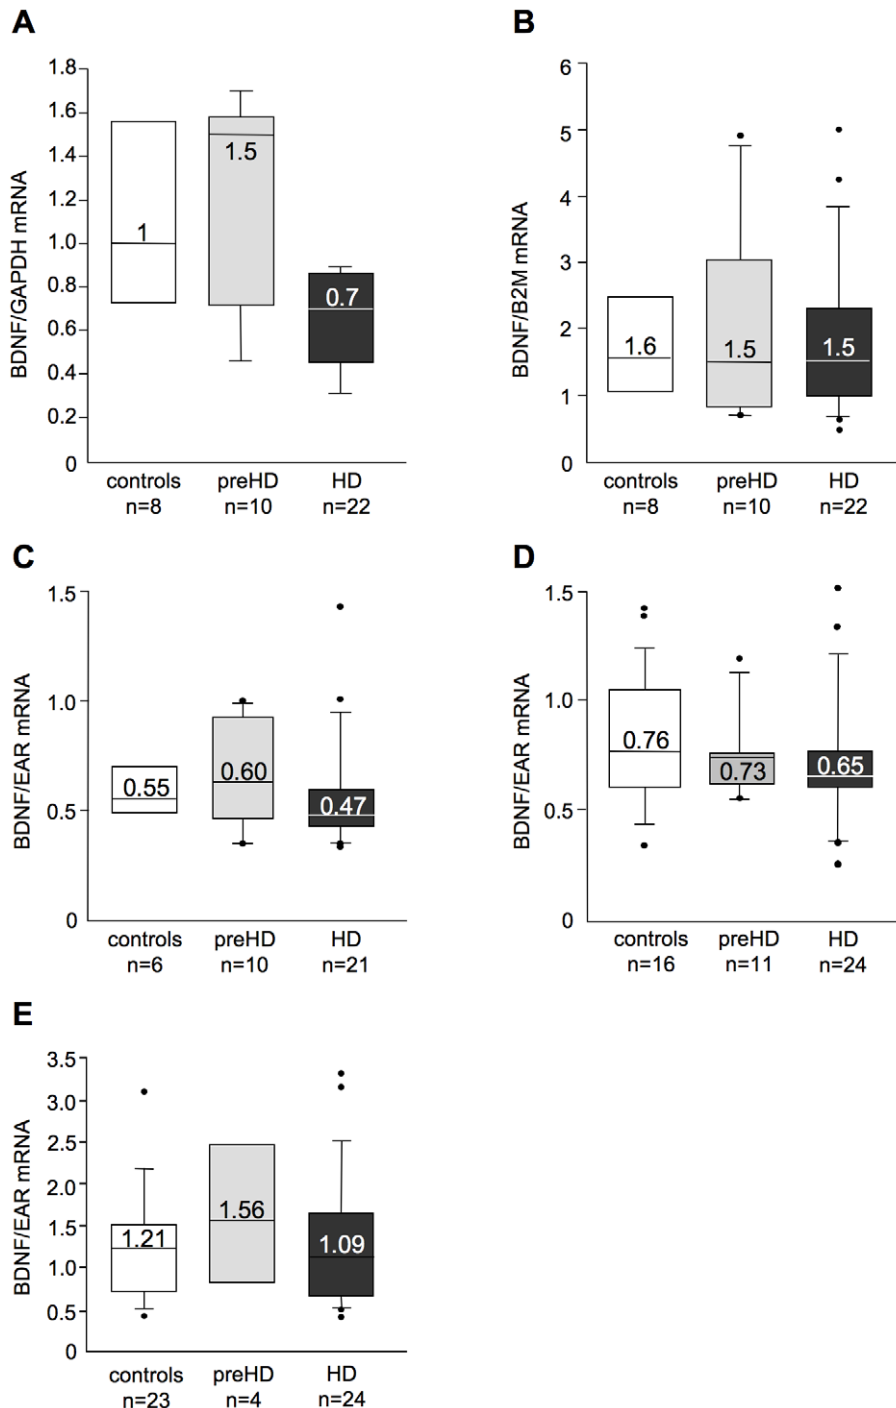 A
BDNF/GAPDH mRNA
1.8
1.6
1.4
1.2
1.0
0.8
0.6
0.4
0.2
0
1
1.5
0.7
controls preHD HD
n=8 n=10 n=22
B
BDNF/B2M mRNA
6
5
4
3
2
1
0
1.6
1.5
1.5
controls preHD HD
n=8 n=10 n=22
C
BDNF/EAR mRNA
1.5
1.0
0.5
0
0.55
0.60
0.47
controls preHD HD
n=6 n=10 n=21
D
BDNF/EAR mRNA
1.5
1.0
0.5
0
0.76
0.73
0.65
controls preHD HD
n=16 n=11 n=24
E
BDNF/EAR mRNA
3.5
3.0
2.5
2.0
1.5
1.0
0.5
0
1.21
1.56
1.09
controls preHD HD
n=23 n=4 n=24